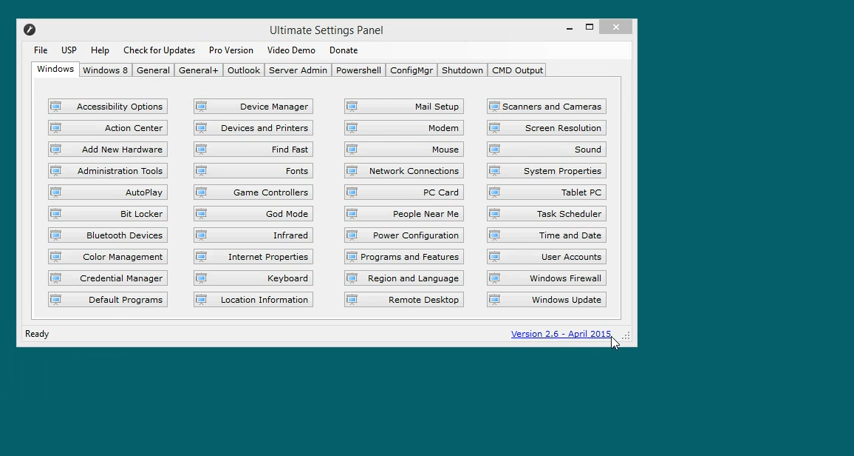 Ultimate Settings Panel
File USP Help Check for Updates Pro Version Video Demo Donate
Windows Windows 8 General General+ Outlook Server Admin Powershell ConfigMgr Shutdown CMD Output
Accessibility Options Device Manager Mail Setup Scanners and Cameras
Action Center Devices and Printers Modem Screen Resolution
Add New Hardware Find Fast Mouse Sound
Administration Tools Fonts Network Connections System Properties
AutoPlay Game Controllers PC Card Tablet PC
Bit Locker God Mode People Near Me Task Scheduler
Bluetooth Devices Infrared Power Configuration Time and Date
Color Management Internet Properties Programs and Features User Accounts
Credential Manager Keyboard Region and Language Windows Firewall
Default Programs Location Information Remote Desktop Windows Update
Ready Version 2.6 - April 2015